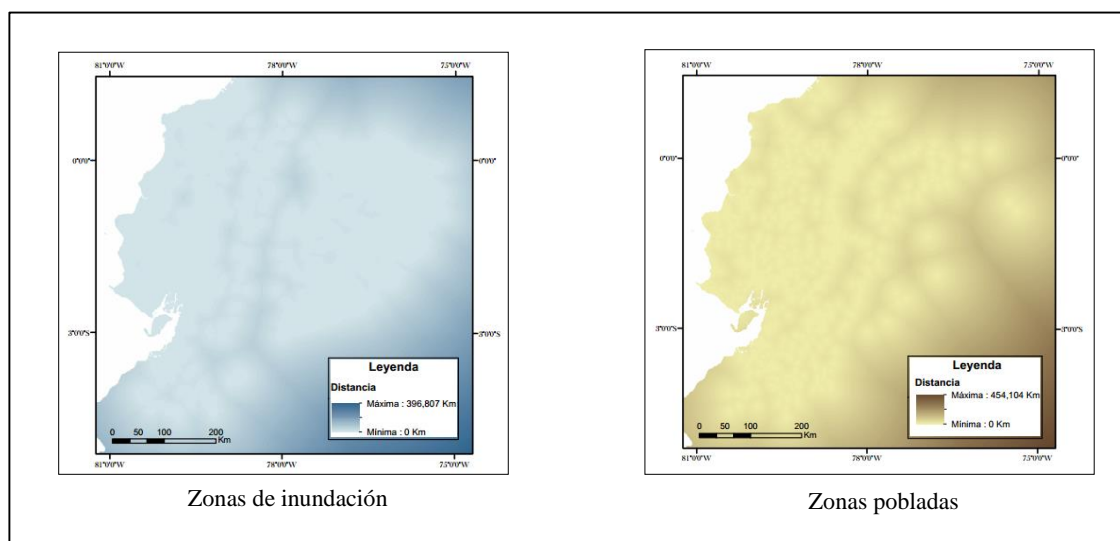 81°0'0"W 78°0'0"W 75°0'0"W
0°0'0" 0°0'0"
3°0'0"S 3°0'0"S
Leyenda
Distancia
Máxima : 396,807 Km
Mínima : 0 Km
0 50 100 200
Km
81°0'0"W 78°0'0"W 75°0'0"W
Zonas de inundación
81°0'0"W 78°0'0"W 75°0'0"W
0°0'0" 0°0'0"
3°0'0"S 3°0'0"S
Leyenda
Distancia
Máxima : 454,104 Km
Mínima : 0 Km
0 50 100 200
Km
81°0'0"W 78°0'0"W 75°0'0"W
Zonas pobladas